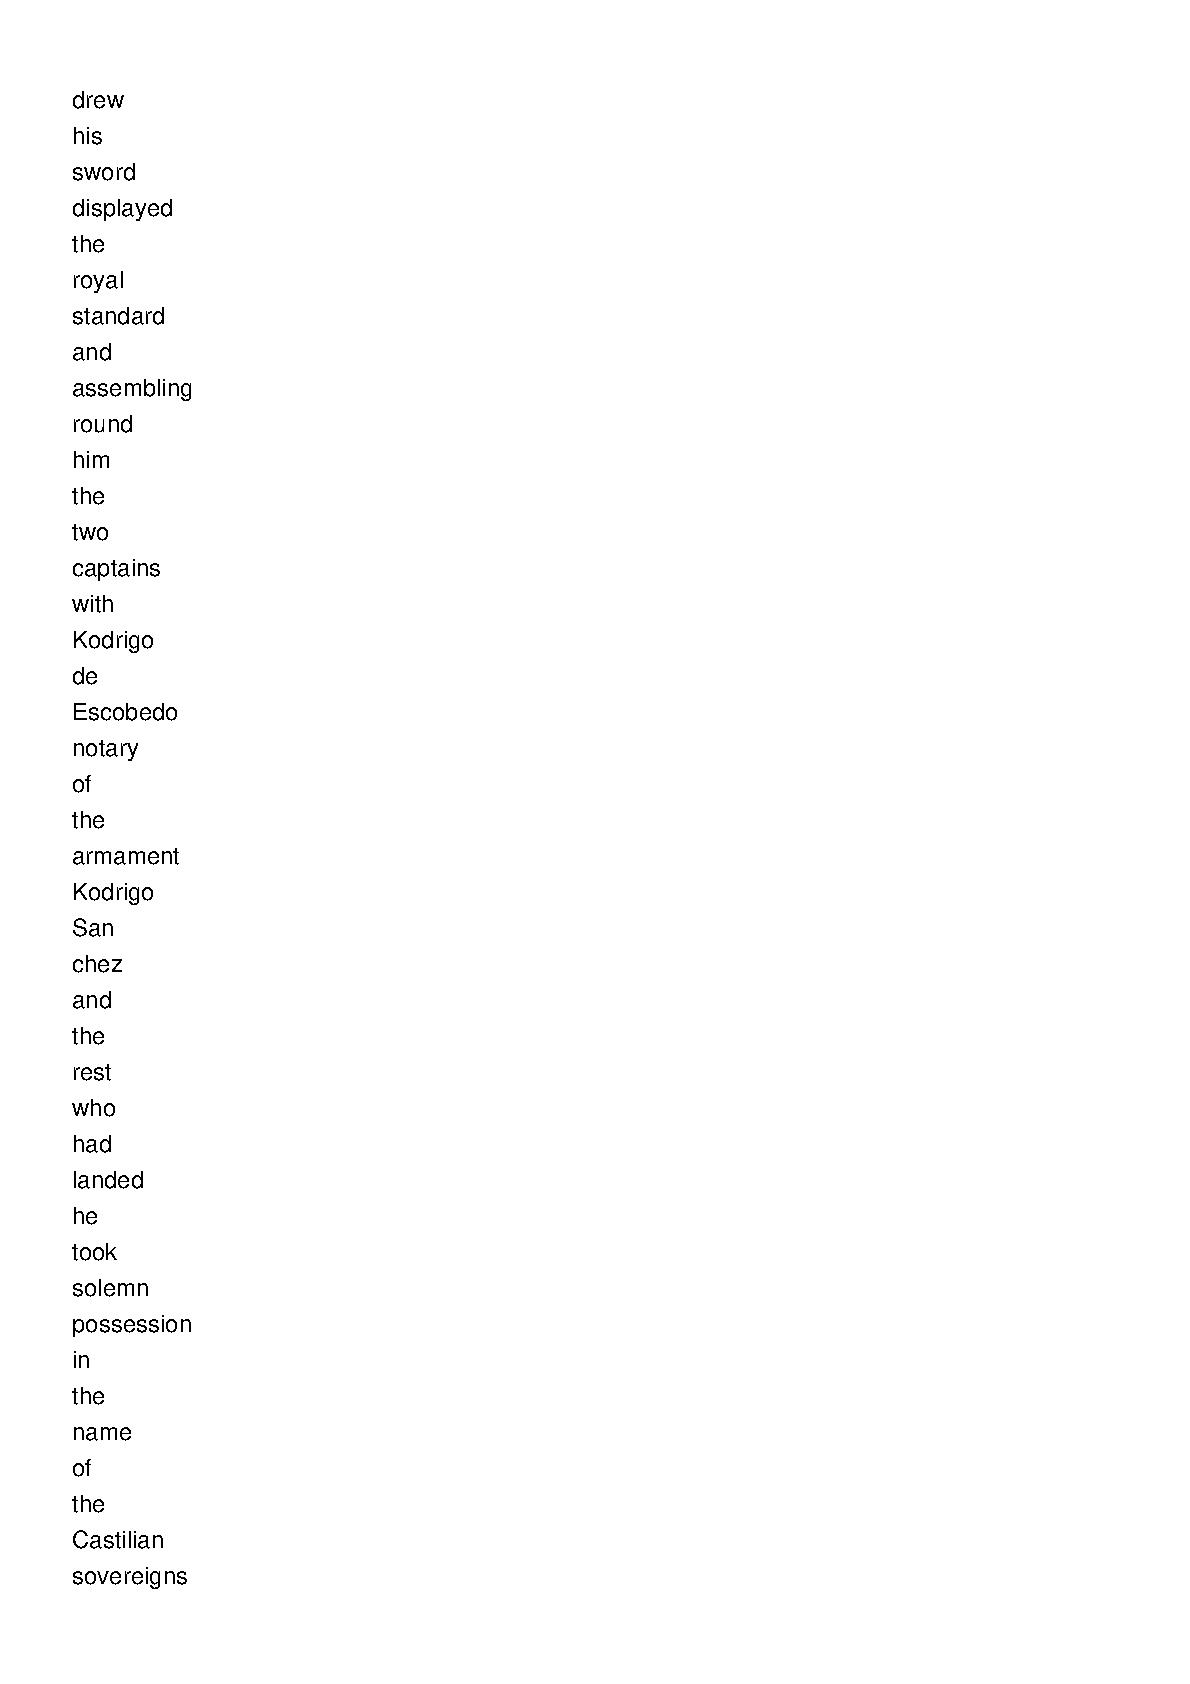 drew
his
sword
displayed
the
royal
standard
and
assembling
round
him
the
two
captains
with
Kodrigo
de
Escobedo
notary
of
the
armament
Kodrigo
San
chez
and
the
rest
who
had
landed
he
took
solemn
possession
in
the
name
of
the
Castilian
sovereigns